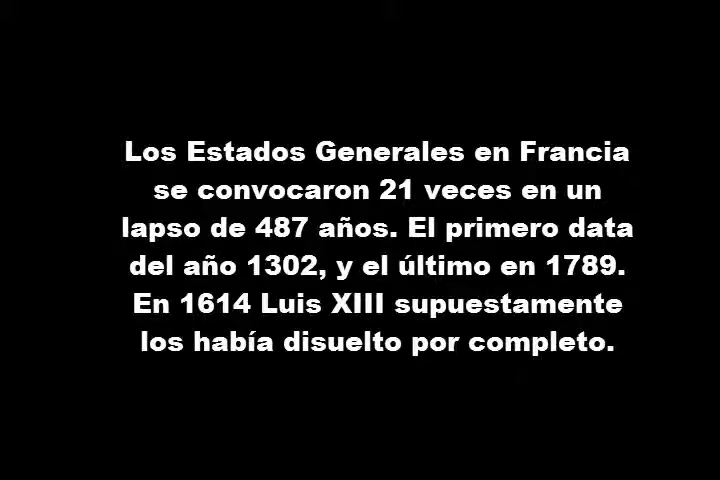 Los Estados Generales en Francia
se convocaron 21 veces en un
lapso de 487 años. El primero data
del año 1302, y el último en 1789.
En 1614 Luis XIII supuestamente
los había disuelto por completo.